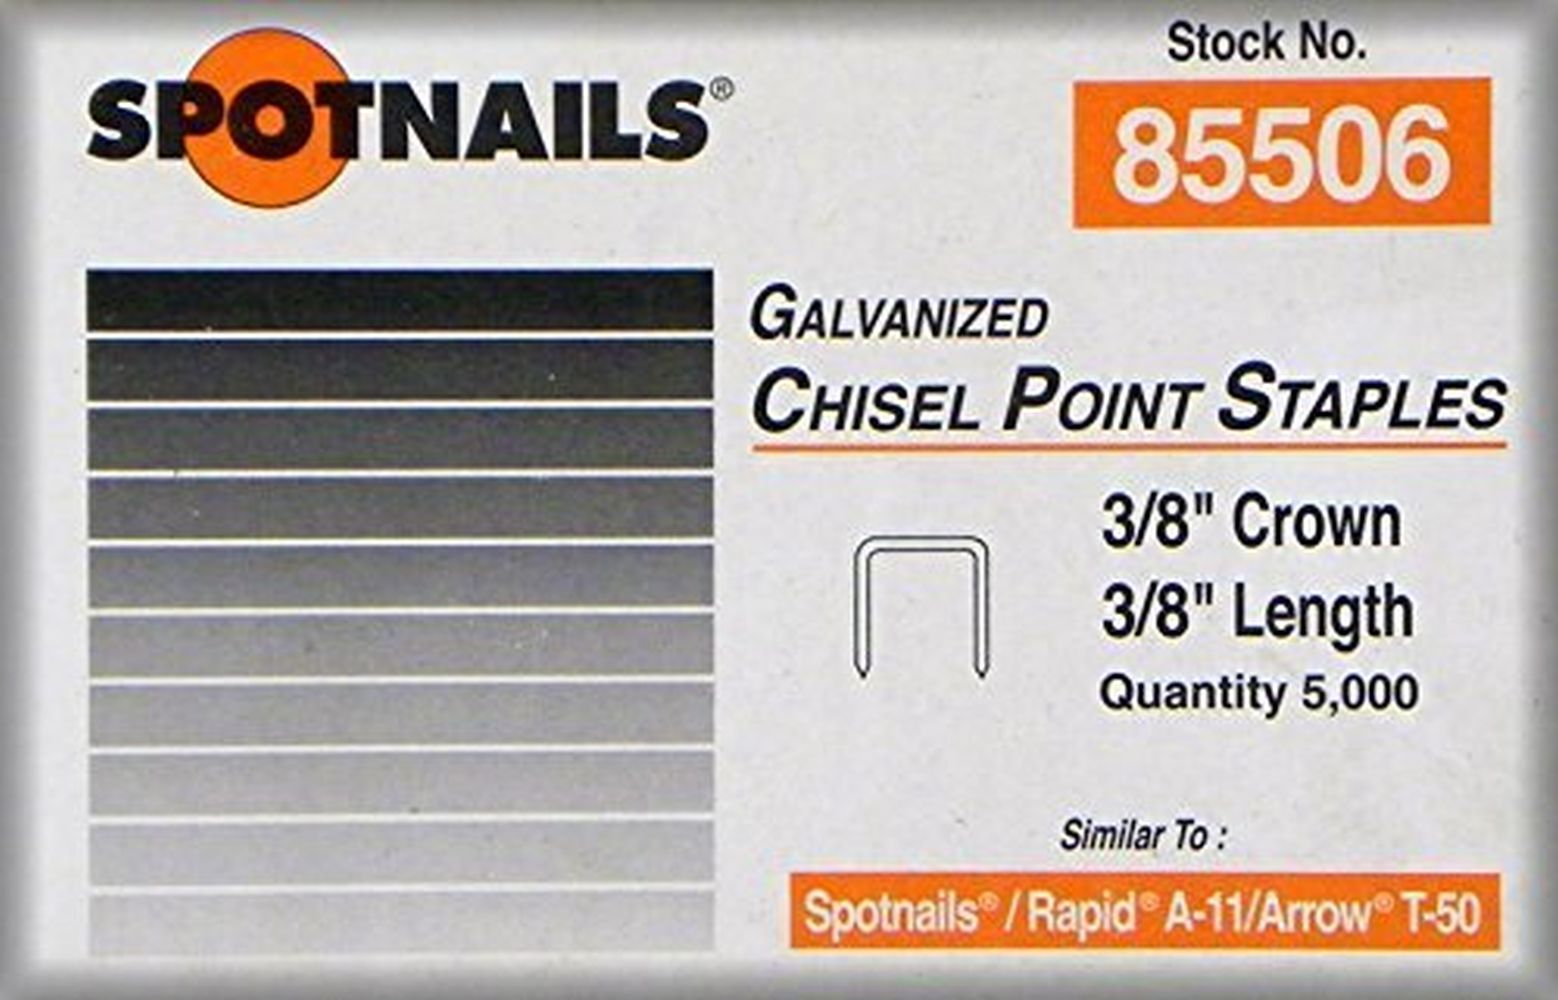 SPOTNAILS®
Stock No.
85506
GALVANIZED
CHISEL POINT STAPLES
3/8" Crown
3/8" Length
Quantity 5,000
Similar To :
Spotnails® / Rapid® A-11/Arrow® T-50